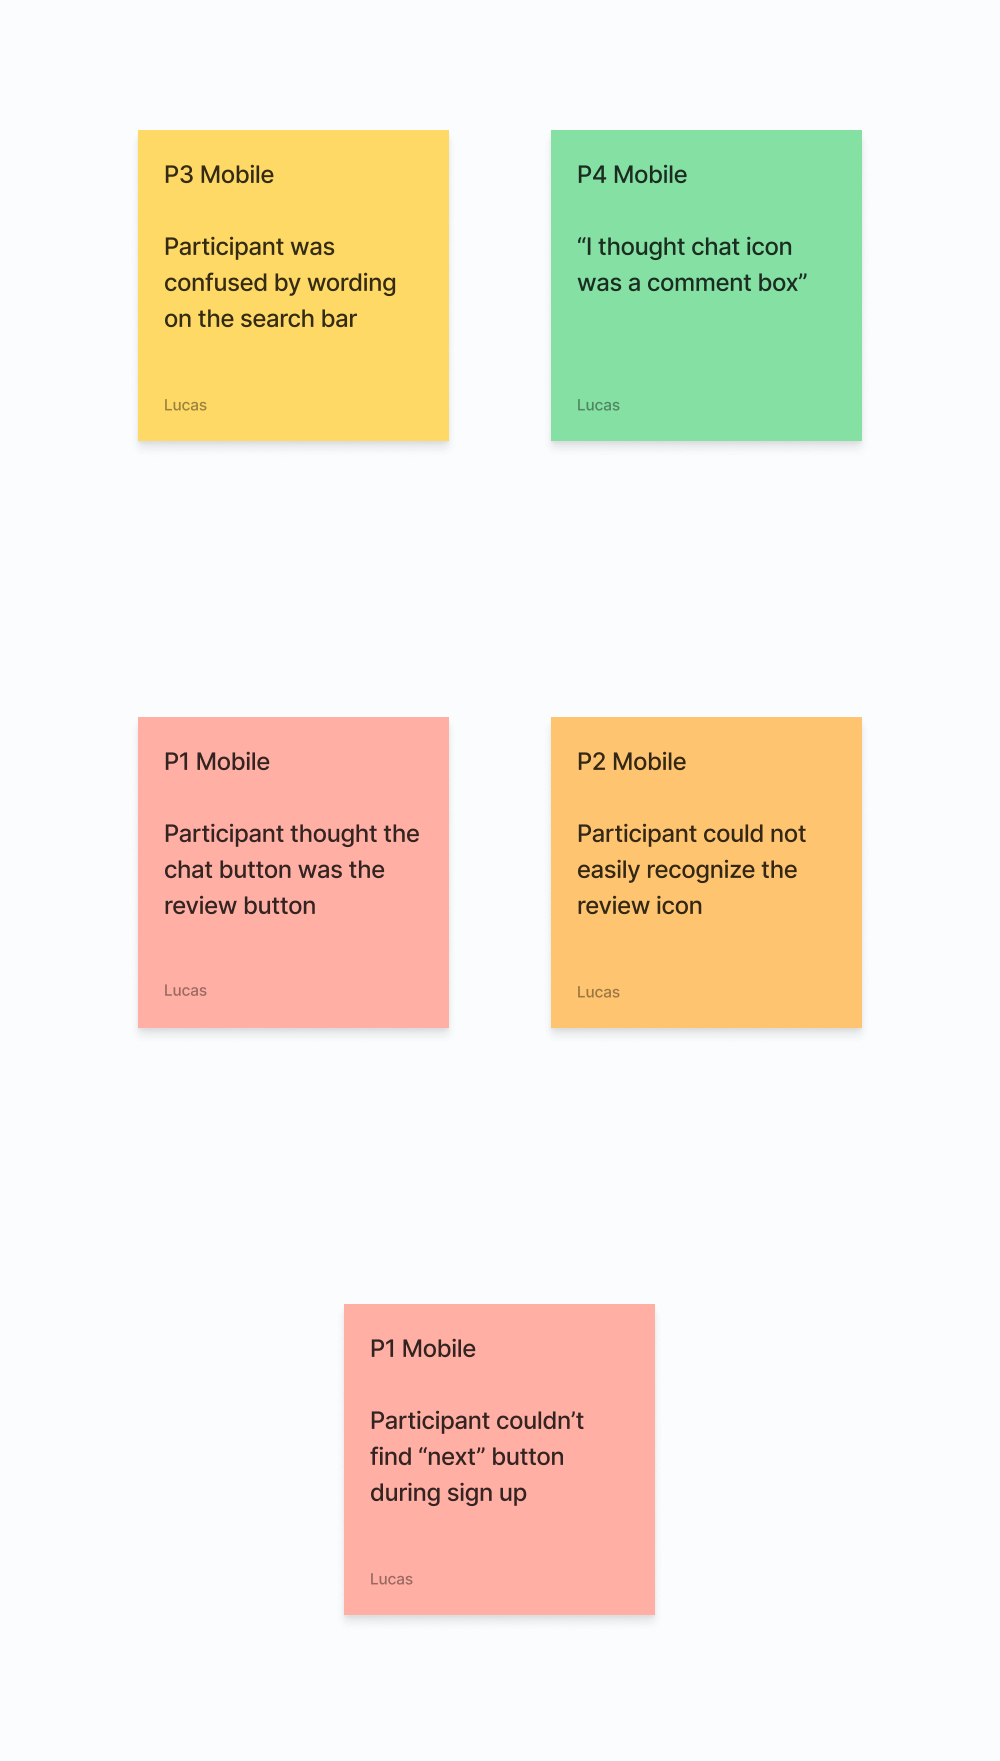 P3 Mobile
Participant was
confused by wording
on the search bar
Lucas
P4 Mobile
“I thought chat icon
was a comment box”
Lucas
P1 Mobile
Participant thought the
chat button was the
review button
Lucas
P2 Mobile
Participant could not
easily recognize the
review icon
Lucas
P1 Mobile
Participant couldn’t
find “next” button
during sign up
Lucas